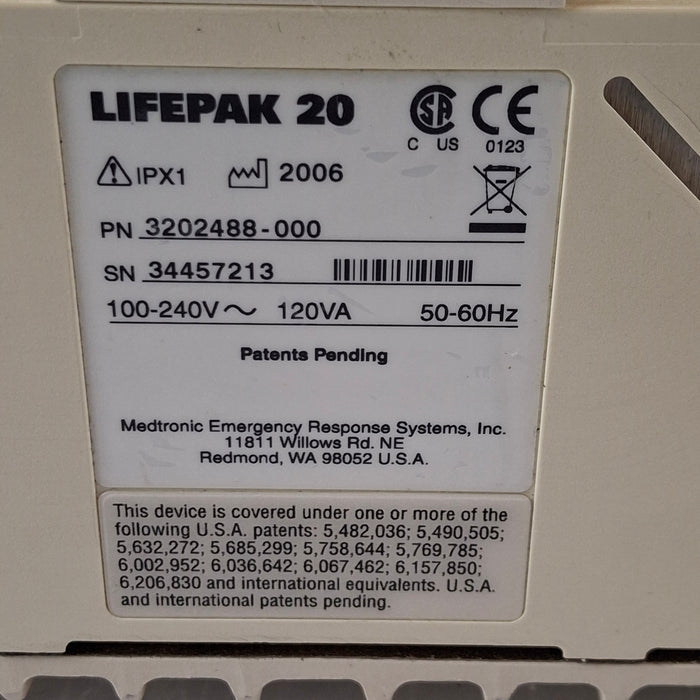 LIFEPAK 20
SA CE
C US 0123
IPX1 2006
PN 3202488-000
SN 34457213
100-240V~ 120VA 50-60Hz
Patents Pending
Medtronic Emergency Response Systems, Inc.
11811 Willows Rd. NE
Redmond, WA 98052 U.S.A.
This device is covered under one or more of the
following U.S.A. patents: 5,482,036; 5,490,505;
5,632,272; 5,685,299; 5,758,644; 5,769,785;
6,002,952; 6,036,642; 6,067,462; 6,157,850;
6,206,830 and international equivalents. U.S.A.
and international patents pending.